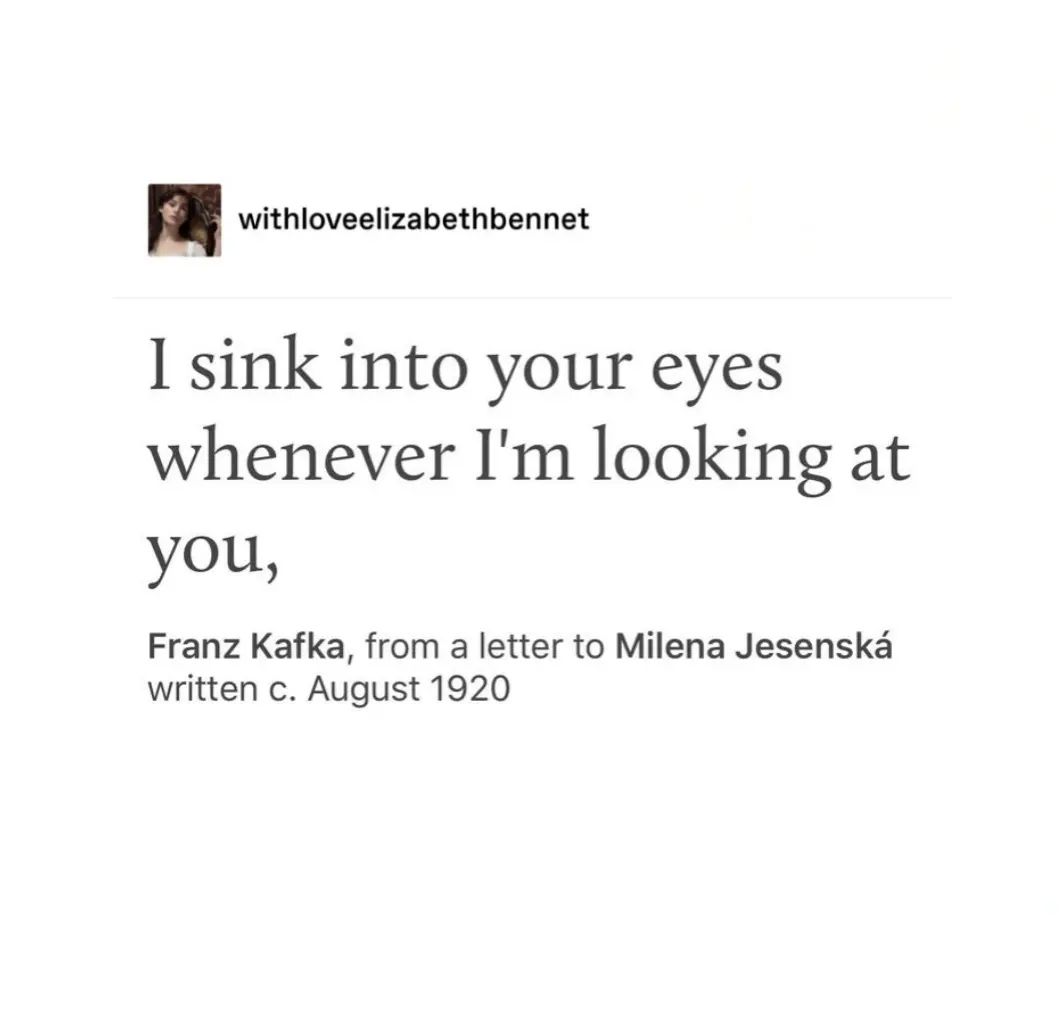 withloveelizabethbennet
I sink into your eyes
whenever I'm looking at
you,
Franz Kafka, from a letter to Milena Jesenská
written c. August 1920